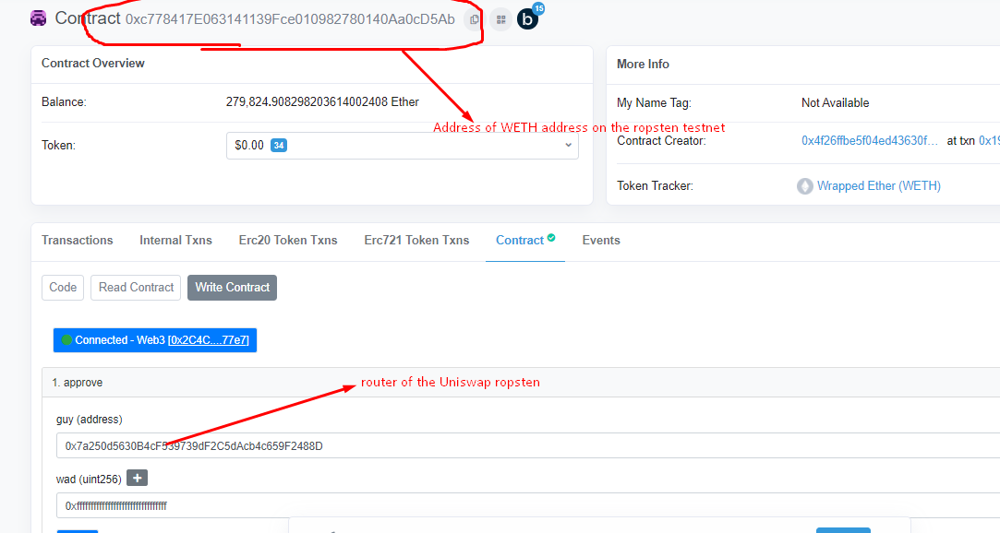 Contract 0xc778417E063141139Fce010982780140Aa0cD5Ab
15
b
Contract Overview
Balance: 279,824.908298203614002408 Ether
Token: $0.00 34
More Info
My Name Tag: Not Available
Address of WETH address on the ropsten testnet
Contract Creator: 0x4f26ffbe5f04ed43630f... at txn 0x19
Token Tracker: Wrapped Ether (WETH)
Transactions Internal Txns Erc20 Token Txns Erc721 Token Txns Contract Events
Code Read Contract Write Contract
Connected - Web3 [0x2C4C....77e7]
1. approve
router of the Uniswap ropsten
guy (address)
0x7a250d5630B4cF539739dF2C5dAcb4c659F2488D
wad (uint256) +